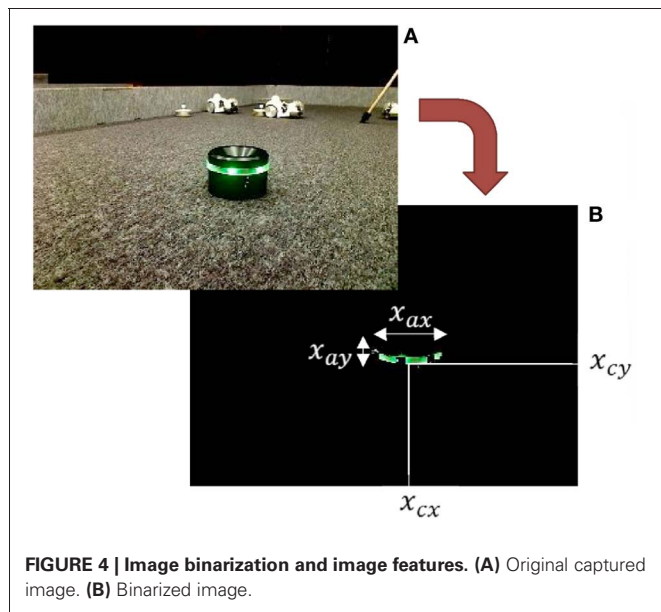 A
B
x_ax
x_ay
x_cy
x_cx
FIGURE 4 | Image binarization and image features. (A) Original captured
image. (B) Binarized image.